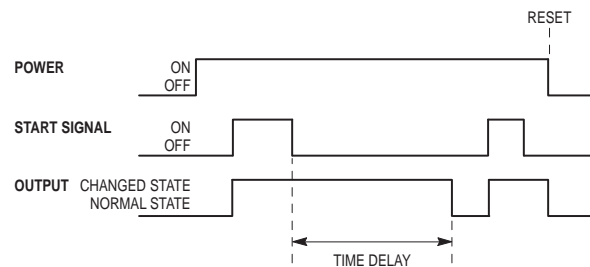 RESET
POWER ON
OFF
START SIGNAL ON
OFF
OUTPUT CHANGED STATE
NORMAL STATE
TIME DELAY